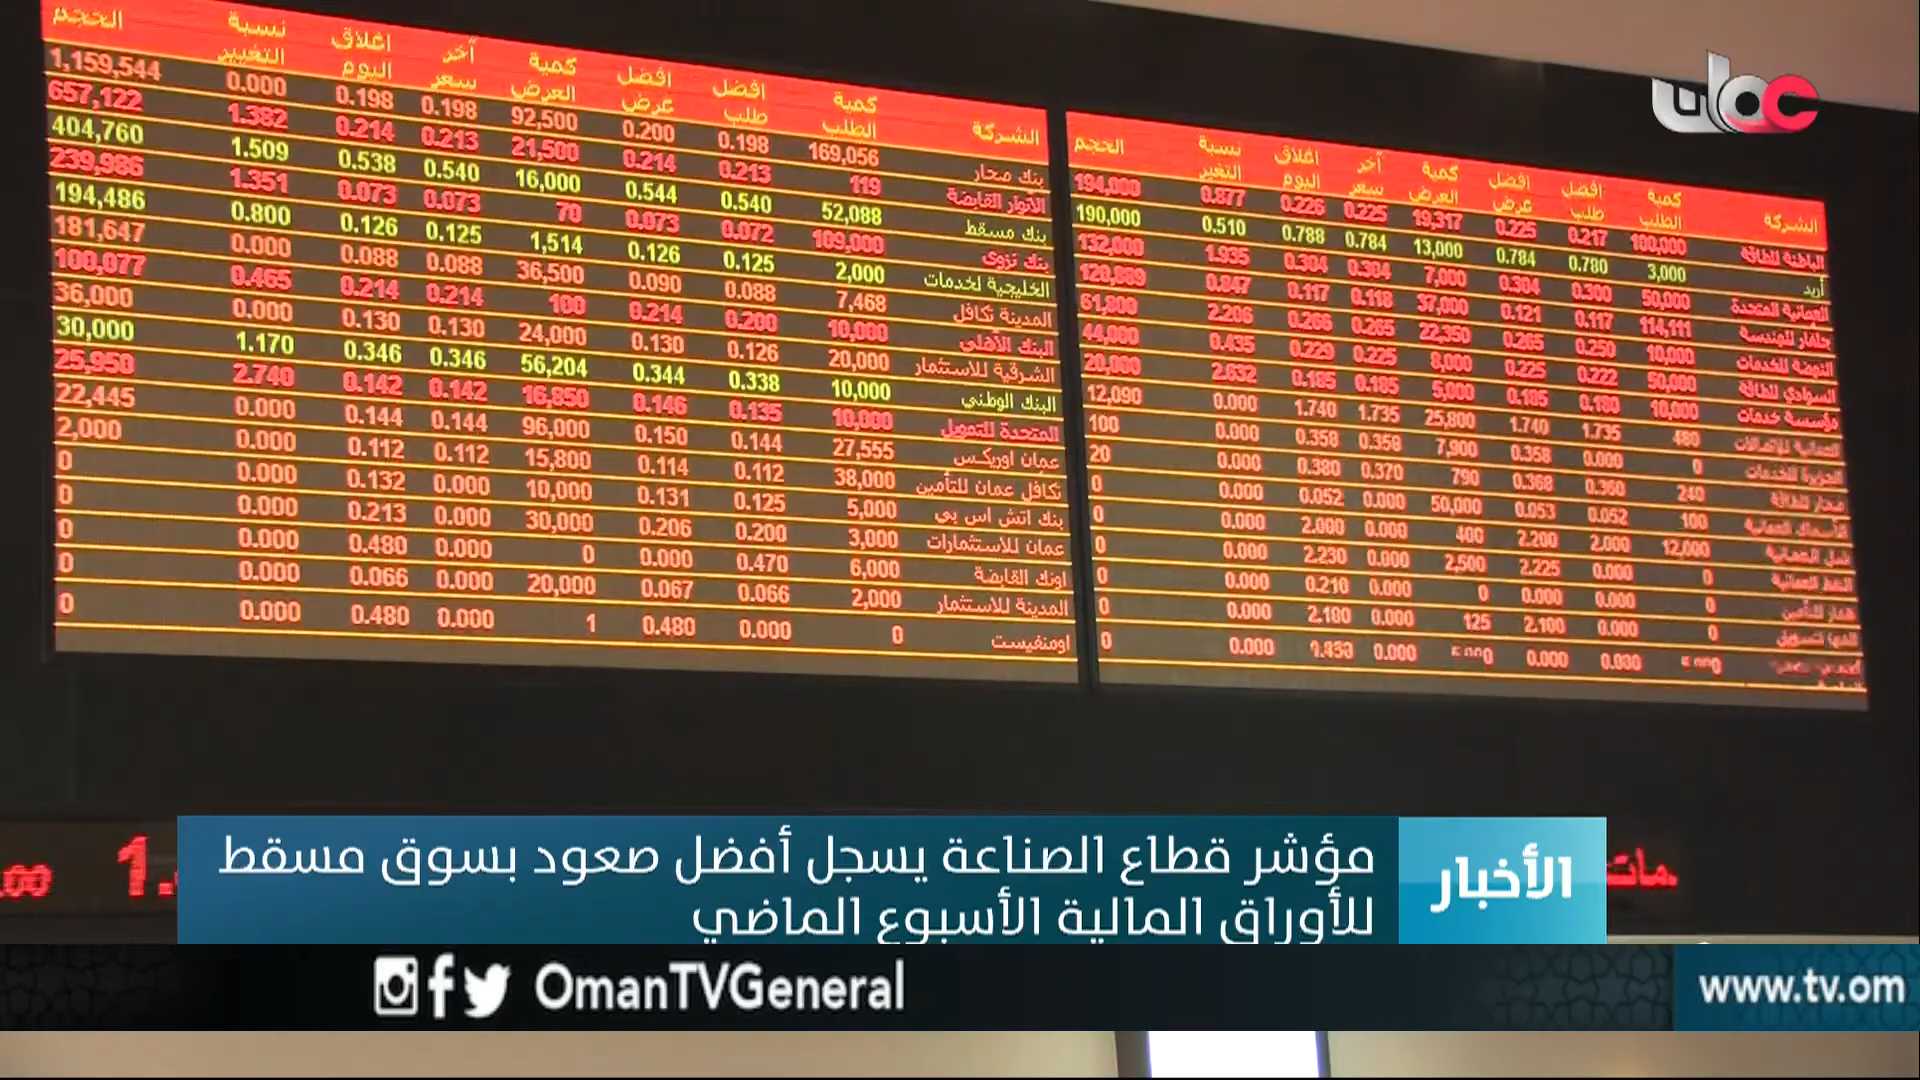 الشركة كمية الطلب افضل طلب افضل عرض كمية العرض آخر سعر اغلاق اليوم نسبة التغيير الحجم
بنك صحار 169,056 0.198 0.200 92,500 0.198 0.198 0.000 1,159,544
الأنوار القابضة 119 0.213 0.214 21,500 0.213 0.214 1.382 657,122
بنك مسقط 52,088 0.540 0.544 16,000 0.540 0.538 1.509 404,760
بنك نزوى 109,000 0.072 0.073 70 0.073 0.073 1.351 239,986
الخليجية لخدمات 2,000 0.125 0.126 1,514 0.125 0.126 0.800 194,486
المدينة تكافل 7,468 0.088 0.090 36,500 0.088 0.088 0.000 181,647
البنك الأهلي 10,000 0.200 0.214 100 0.214 0.214 0.465 100,077
الشرقية للاستثمار 20,000 0.126 0.130 24,000 0.130 0.130 0.000 36,000
البنك الوطني 10,000 0.338 0.344 56,204 0.346 0.346 1.170 30,000
المتحدة للتمويل 10,000 0.135 0.146 16,850 0.142 0.142 2.740 25,950
عمان اوريكس 27,555 0.144 0.150 96,000 0.144 0.144 0.000 22,445
تكافل عمان للتأمين 38,000 0.112 0.114 15,800 0.112 0.112 0.000 2,000
بنك اتش اس بي 5,000 0.125 0.131 10,000 0.000 0.132 0.000 0
عمان للاستثمارات 3,000 0.200 0.206 30,000 0.000 0.213 0.000 0
اونك القابضة 6,000 0.470 0.000 0 0.000 0.480 0.000 0
المدينة للاستثمار 2,000 0.066 0.067 20,000 0.000 0.066 0.000 0
اومنفيست 0 0.000 0.480 1 0.000 0.480 0.000 0
الشركة كمية الطلب افضل طلب افضل عرض كمية العرض آخر سعر اغلاق اليوم نسبة التغيير الحجم
الباطنة للطاقة 100,000 0.217 0.225 19,317 0.225 0.226 0.877 194,000
أريد 3,000 0.780 0.784 13,000 0.784 0.788 0.510 190,000
العمانية المتحدة 50,000 0.300 0.304 7,000 0.304 0.304 1.935 132,000
جلفار للهندسة 114,111 0.117 0.121 37,000 0.118 0.117 0.847 120,889
النهضة للخدمات 10,000 0.250 0.265 22,350 0.265 0.266 2.206 61,800
السوادي للطاقة 50,000 0.222 0.225 8,000 0.225 0.229 0.435 44,000
مؤسسة خدمات 10,000 0.180 0.185 5,000 0.185 0.185 2.632 20,000
العمانية للإتصالات 480 1.735 1.740 25,800 1.735 1.740 0.000 12,090
الجزيرة للخدمات 0 0.000 0.358 7,900 0.358 0.358 0.000 100
صحار للطاقة 240 0.360 0.368 790 0.370 0.380 0.000 20
الأسماك العمانية 100 0.052 0.053 50,000 0.000 0.052 0.000 0
12,000 2.000 2.200 400 0.000 2.000 0.000 0
النفط العمانية 0 0.000 2.225 2,500 0.000 2.230 0.000 0
ظفار للتأمين 0 0.000 0.000 0 0.000 0.210 0.000 0
0 0.000 2.100 125 0.000 2.180 0.000 0
0.000 0.000 0.000 0.000 0
مؤشر قطاع الصناعة يسجل أفضل صعود بسوق مسقط
للأوراق المالية الأسبوع الماضي
الأخبار
OmanTVGeneral
www.tv.om